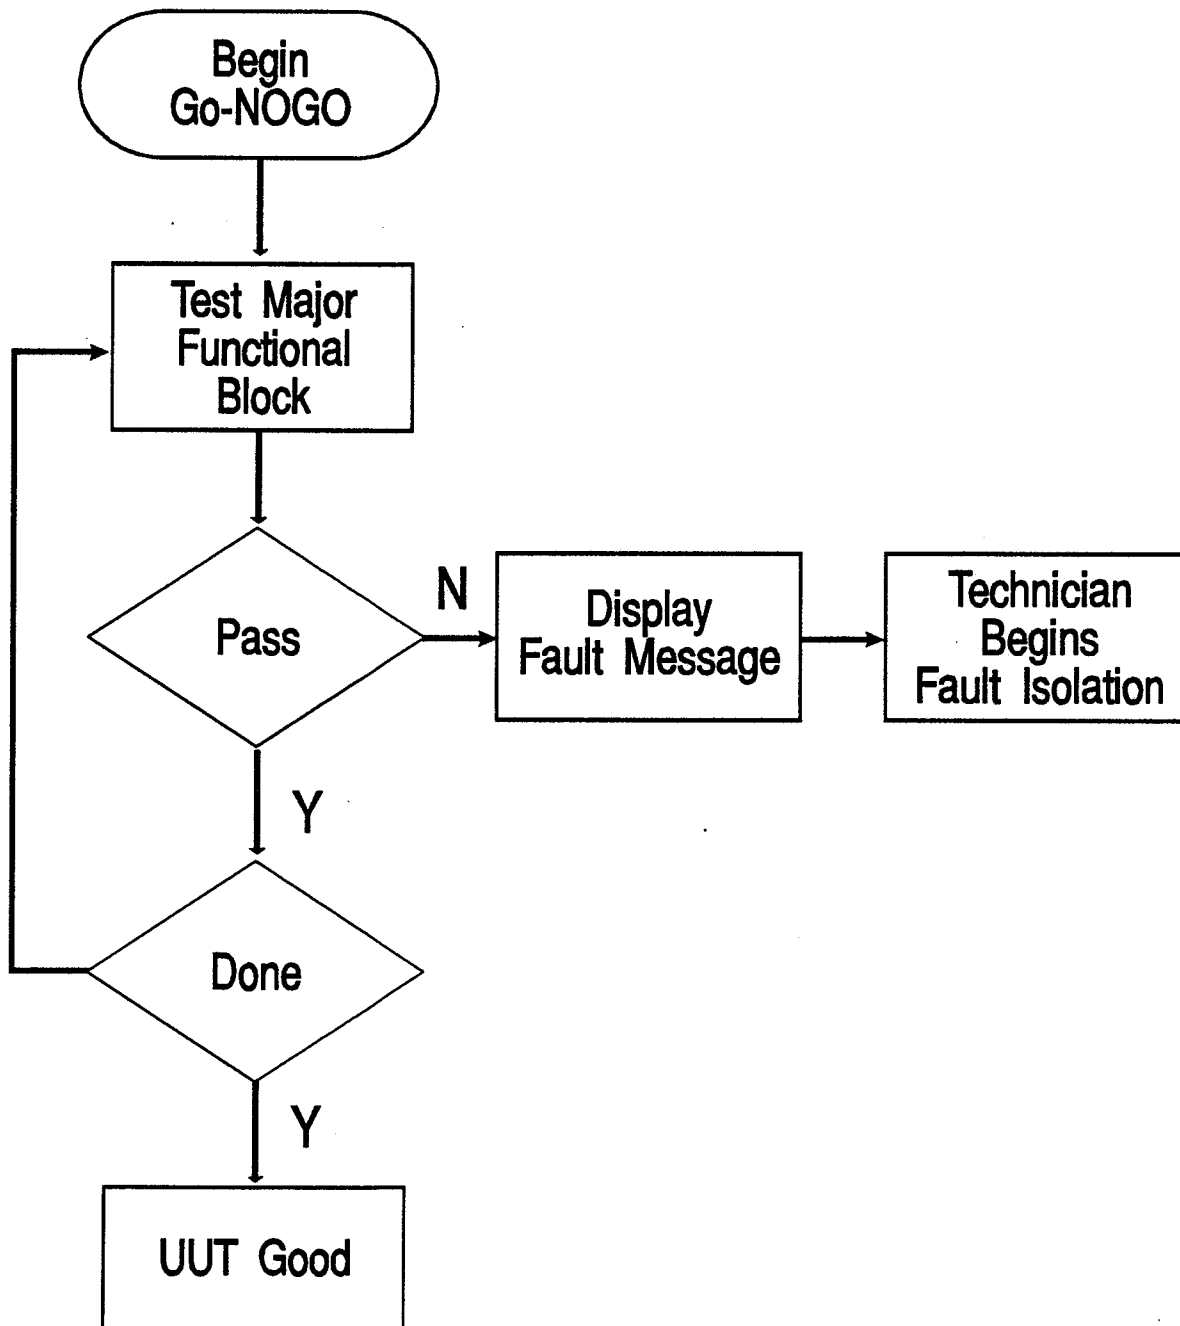 Begin
Go-NOGO
Test Major
Functional
Block
Pass
N
Display
Fault Message
Technician
Begins
Fault Isolation
Y
Done
Y
UUT Good